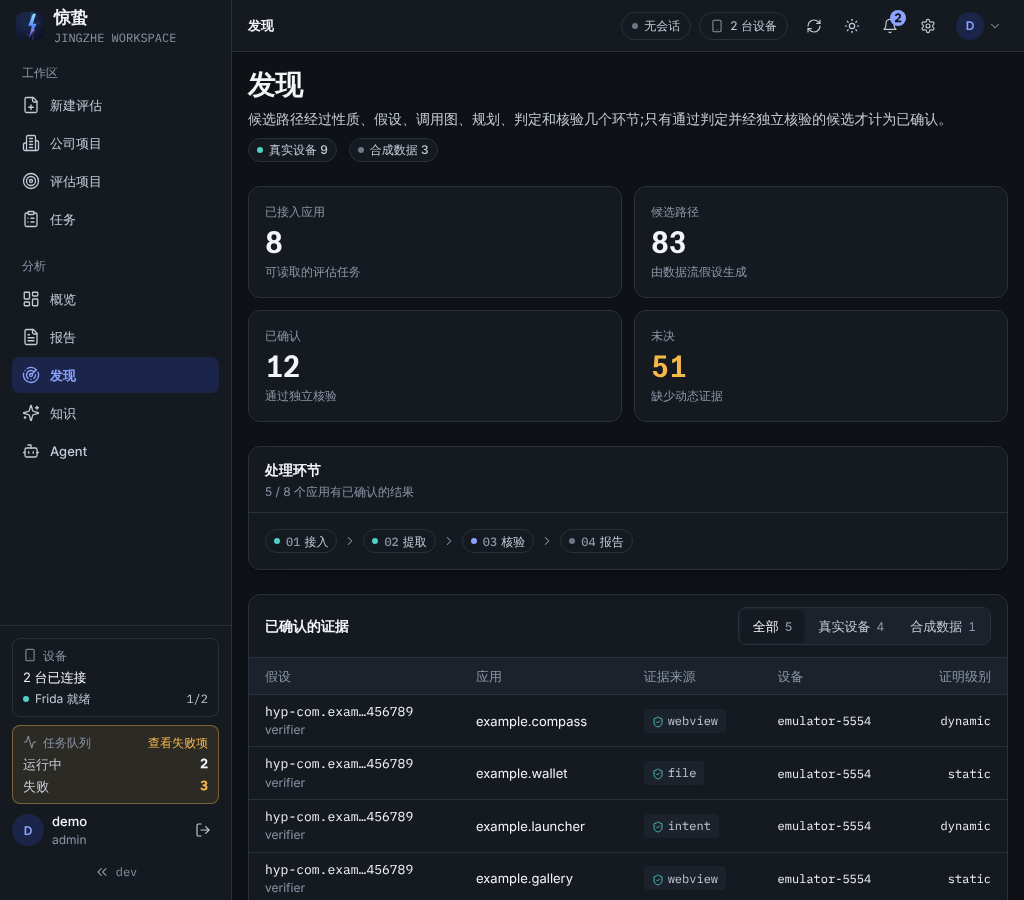 惊蛰
JINGZHE WORKSPACE
工作区
新建评估
公司项目
评估项目
任务
分析
概览
报告
发现
知识
Agent
设备
2 台已连接
Frida 就绪 1/2
任务队列 查看失败项
运行中 2
失败 3
D demo
admin
dev
发现 无会话 2 台设备 2 D
发现
候选路径经过性质、假设、调用图、规划、判定和核验几个环节;只有通过判定并经独立核验的候选才计为已确认。
真实设备 9 合成数据 3
已接入应用
8
可读取的评估任务
候选路径
83
由数据流假设生成
已确认
12
通过独立核验
未决
51
缺少动态证据
处理环节
5 / 8 个应用有已确认的结果
01 接入 02 提取 03 核验 04 报告
已确认的证据 全部 5 真实设备 4 合成数据 1
假设 应用 证据来源 设备 证明级别
hyp-com.exam…456789
verifier
example.compass webview emulator-5554 dynamic
hyp-com.exam…456789
verifier
example.wallet file emulator-5554 static
hyp-com.exam…456789
verifier
example.launcher intent emulator-5554 dynamic
hyp-com.exam…456789
verifier
example.gallery webview emulator-5554 static